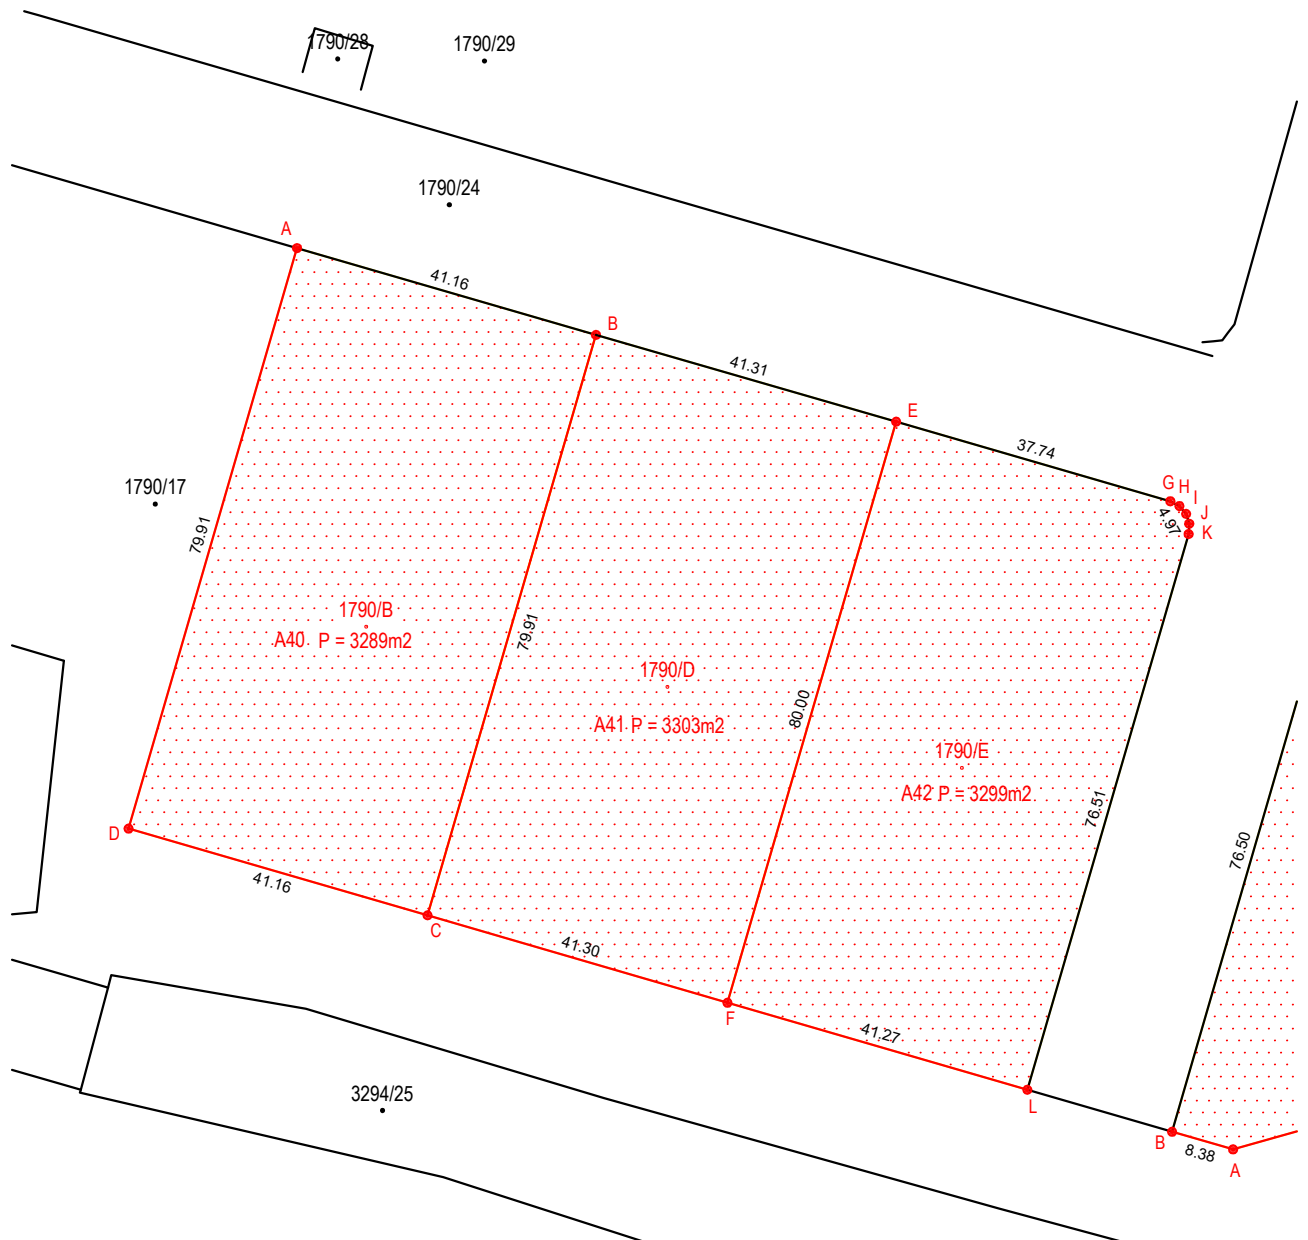 1790/28
1790/29
1790/24
A
41.16
B
41.31
E
37.74
G
H
I
J
K
4.97
1790/17
79.91
79.91
1790/B
A40 P = 3289m2
1790/D
A41 P = 3303m2
80.00
1790/E
A42 P = 3299m2
76.51
76.50
D
41.16
C
41.30
F
41.27
L
B
8.38
A
3294/25